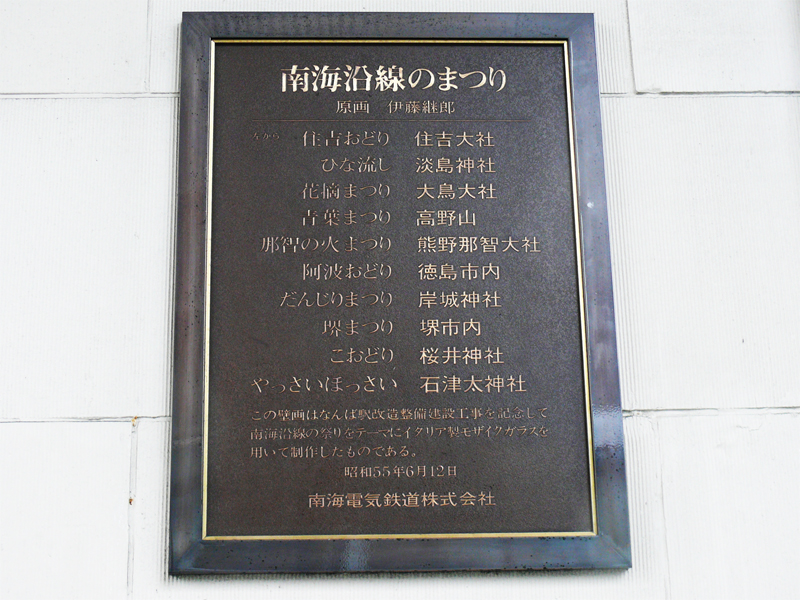 南海沿線のまつり
原画 伊藤継郎
左から 住吉おどり 住吉大社
ひな流し 淡島神社
花摘まつり 大鳥大社
青葉まつり 高野山
那智の火まつり 熊野那智大社
阿波おどり 徳島市内
だんじりまつり 岸城神社
堺まつり 堺市内
こおどり 桜井神社
やっさいほっさい 石津太神社
この壁画はなんば駅改造整備建設工事を記念して
南海沿線の祭りをテーマにイタリア製モザイクガラスを
用いて制作したものである。
昭和55年6月12日
南海電気鉄道株式会社